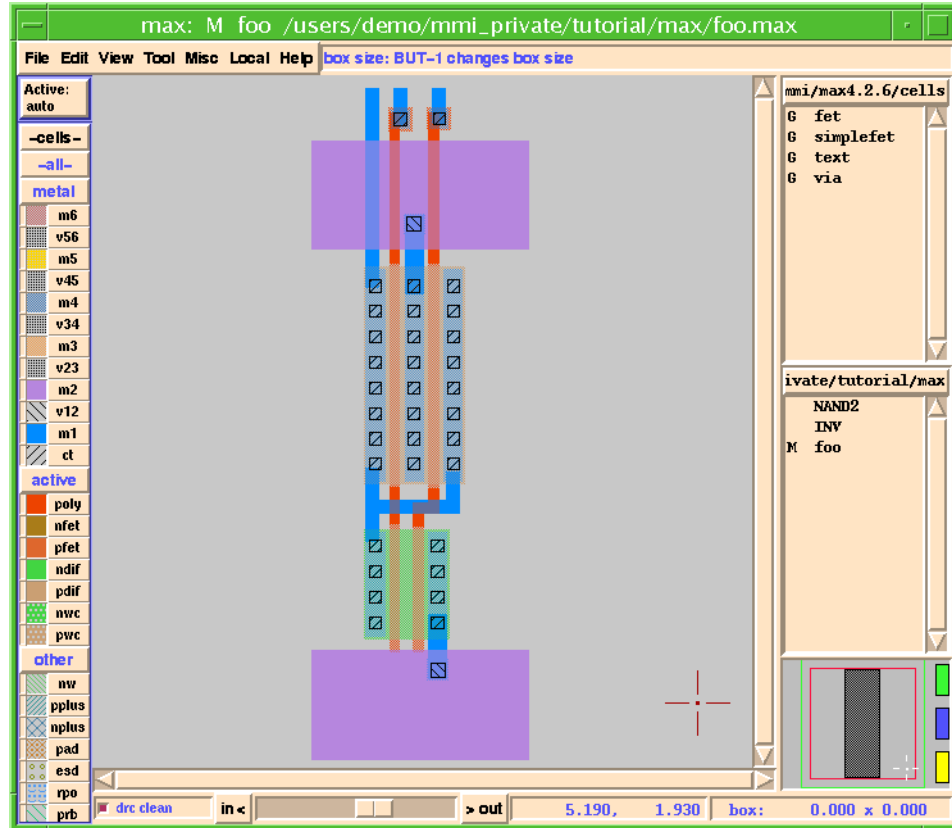 max: M foo /users/demo/mmi_private/tutorial/max/foo.max
File Edit View Tool Misc Local Help box size: BUT-1 changes box size
Active:
auto
-cells-
-all-
metal
m6
v56
m5
v45
m4
v34
m3
v23
m2
v12
m1
ct
active
poly
nfet
pfet
ndif
pdif
nwc
pwc
other
nw
pplus
nplus
pad
esd
rpo
prb
mmi/max4.2.6/cells
G fet
G simplefet
G text
G via
ivate/tutorial/max
NAND2
INV
M foo
drc clean in < > out 5.190, 1.930 box: 0.000 x 0.000